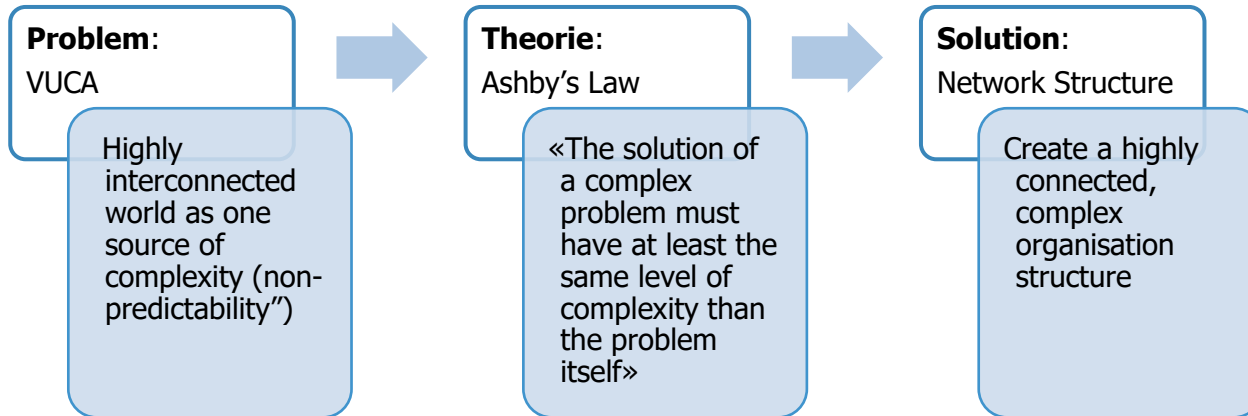 Problem:
VUCA
Highly
interconnected
world as one
source of
complexity (non-
predictability”)
Theorie:
Ashby’s Law
«The solution of
a complex
problem must
have at least the
same level of
complexity than
the problem
itself»
Solution:
Network Structure
Create a highly
connected,
complex
organisation
structure